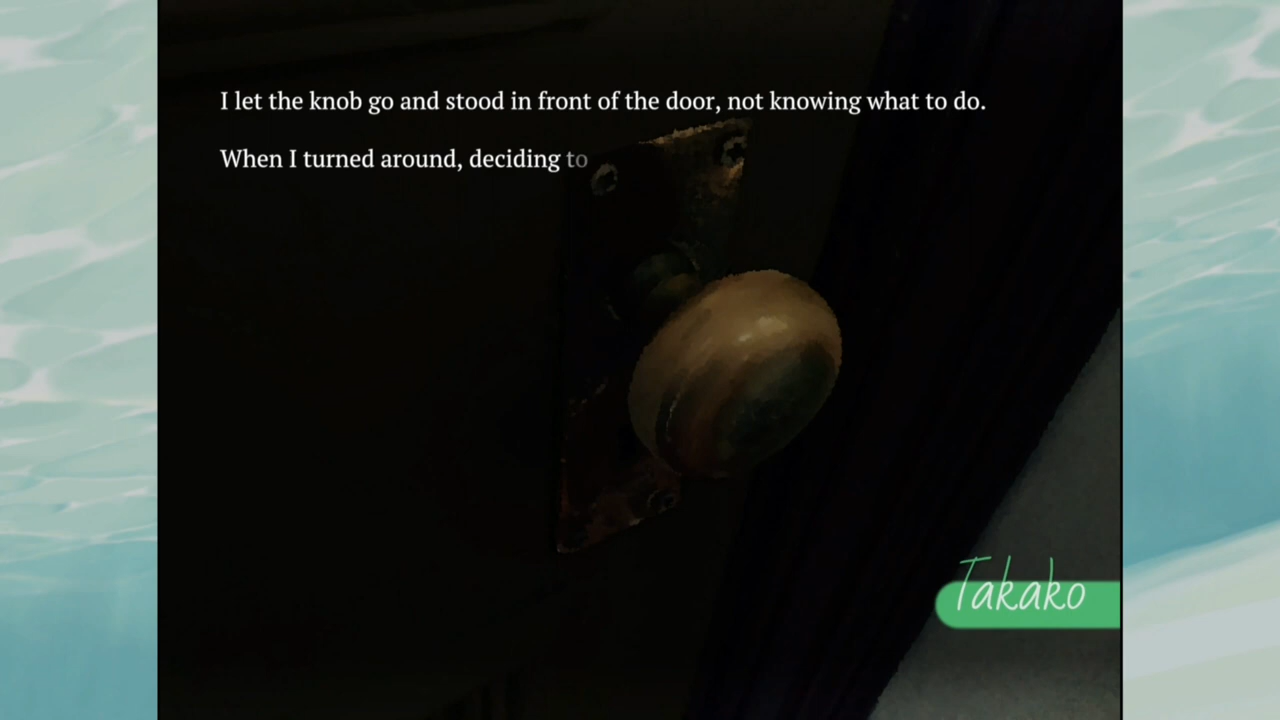 I let the knob go and stood in front of the door, not knowing what to do.
When I turned around, deciding to
Takako